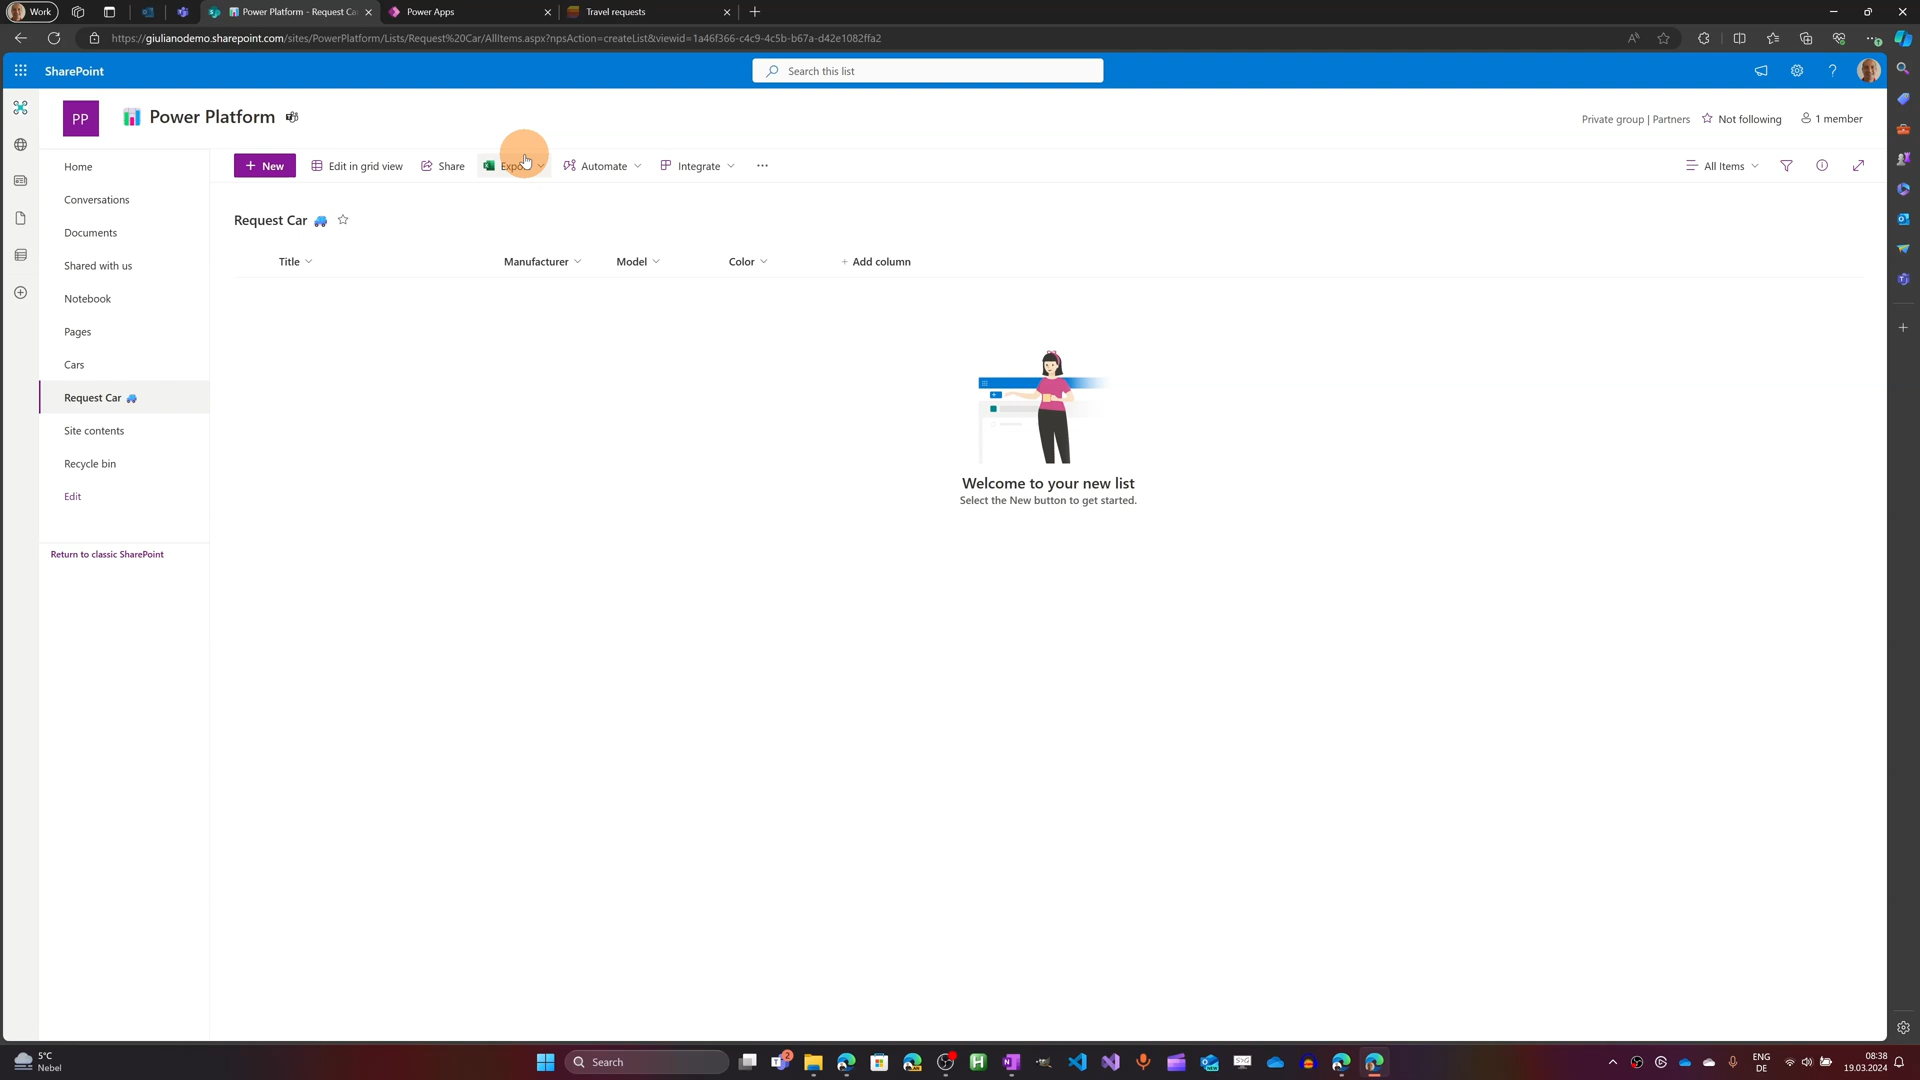 Work
Power Platform - Request Ca
Power Apps
Travel requests
https://giulianodemo.sharepoint.com/sites/PowerPlatform/Lists/Request%20Car/AllItems.aspx?npsAction=createList&viewid=1a46f366-c4c9-4c5b-b67a-d42e1082ffa2
SharePoint
Search this list
PP
Power Platform
Private group | Partners
Not following
1 member
New
Edit in grid view
Share
Export
Automate
Integrate
All Items
Home
Conversations
Documents
Shared with us
Notebook
Pages
Cars
Request Car
Site contents
Recycle bin
Edit
Return to classic SharePoint
Request Car
Title
Manufacturer
Model
Color
Add column
Welcome to your new list
Select the New button to get started.
5°C
Nebel
Search
2
ENG
DE
08:38
19.03.2024